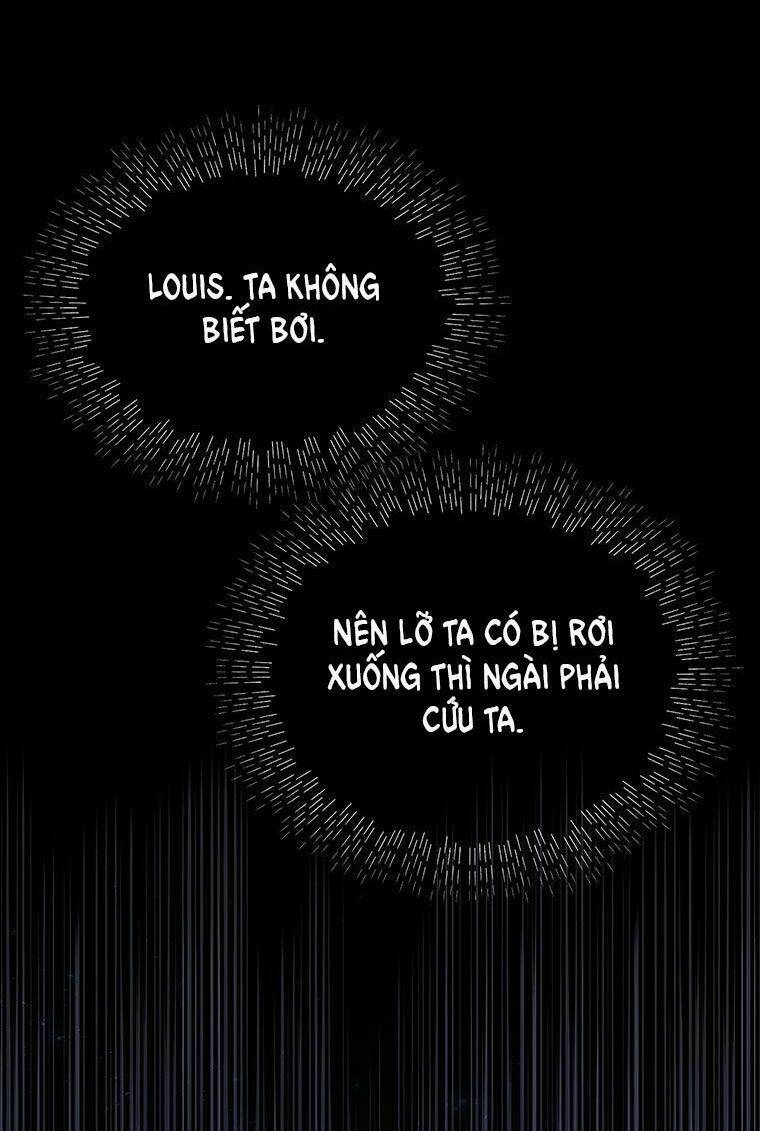 LOUIS. TA KHÔNG
BIẾT BƠI.
NÊN LỠ TA CÓ BỊ RƠI
XUỐNG THÌ NGÀI PHẢI
CỨU TA.